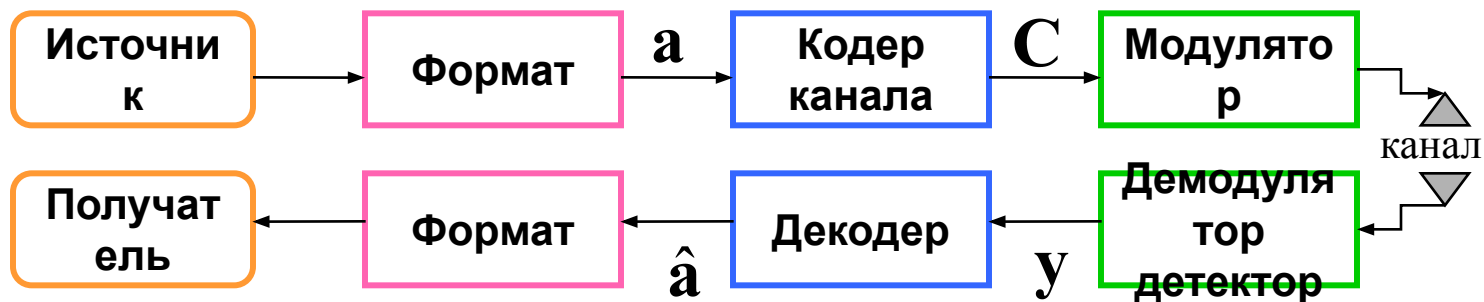 Источни
к
Формат
a
Кодер
канала
C
Модулято
р
канал
Получат
ель
Формат
â
Декодер
y
Демодуля
тор
детектор